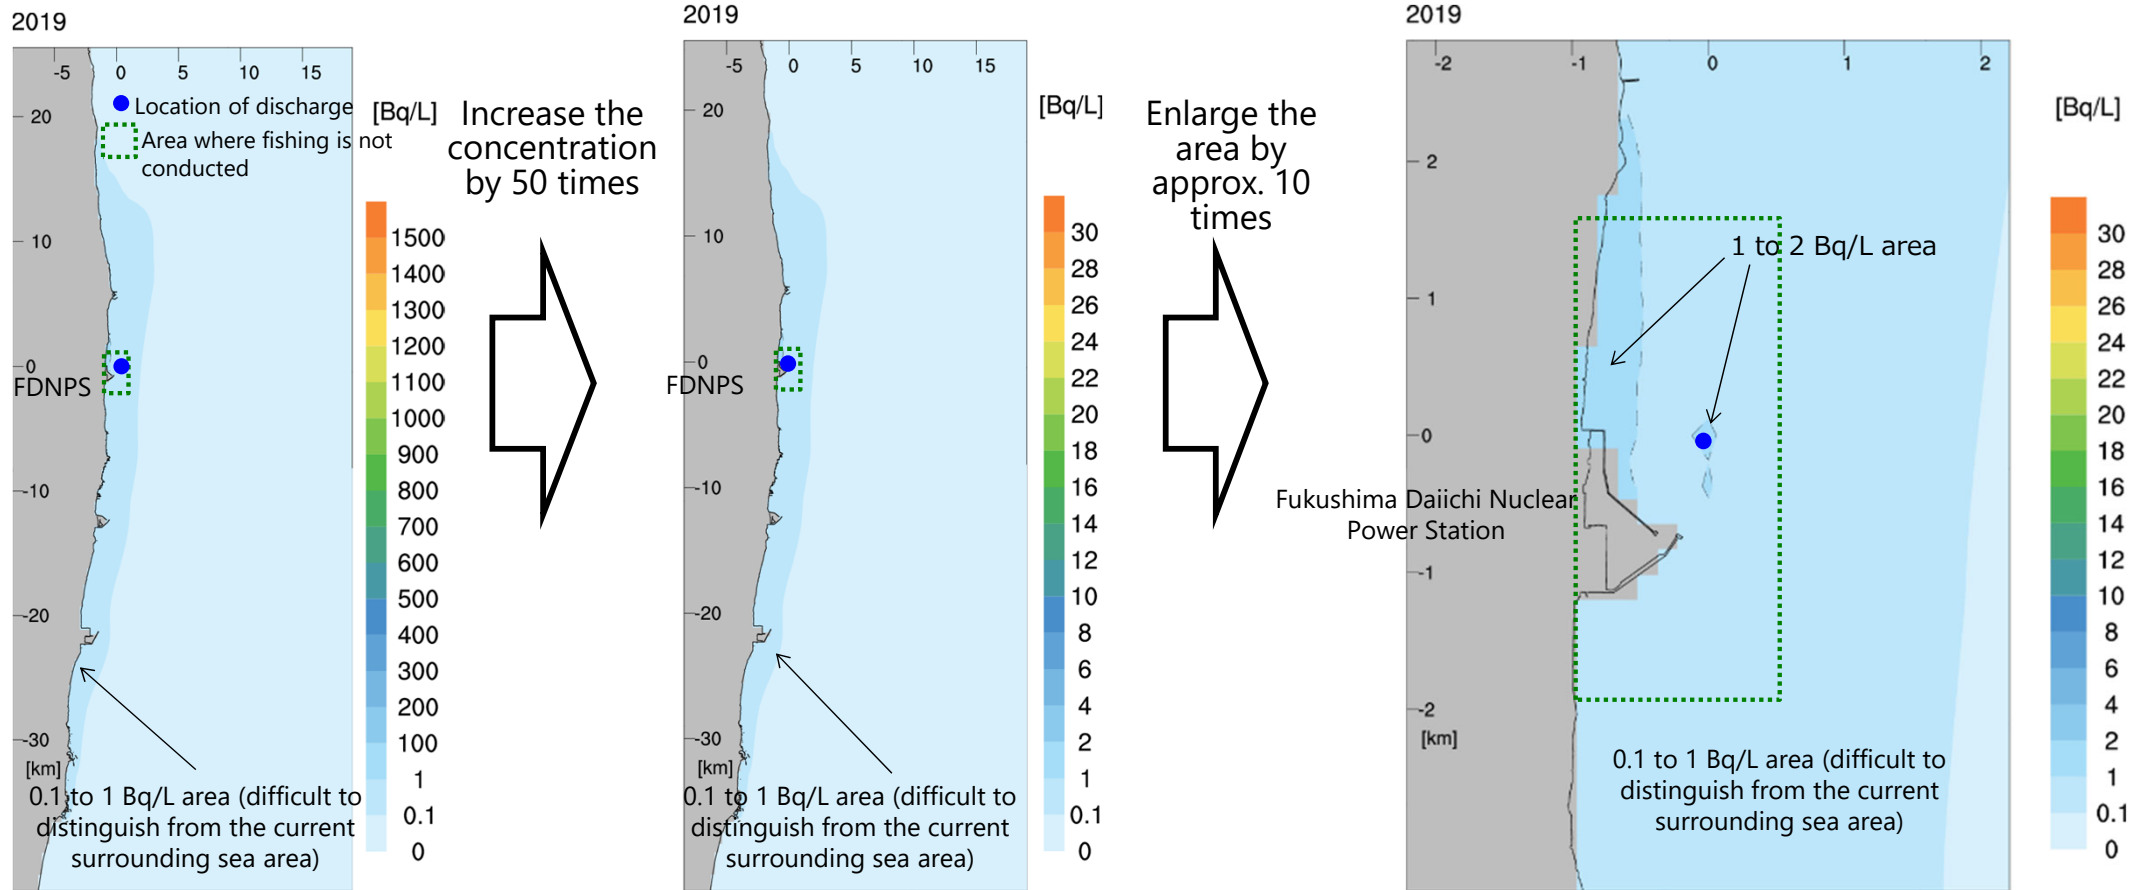 2019
-5 0 5 10 15
Location of discharge
Area where fishing is not
conducted
20
10
0
FDNPS
-10
-20
-30
[km]
0.1 to 1 Bq/L area (difficult to
distinguish from the current
surrounding sea area)
[Bq/L]
1500
1400
1300
1200
1100
1000
900
800
700
600
500
400
300
200
100
1
0.1
0
Increase the
concentration
by 50 times
2019
-5 0 5 10 15
20
10
0
FDNPS
-10
-20
-30
[km]
0.1 to 1 Bq/L area (difficult to
distinguish from the current
surrounding sea area)
[Bq/L]
30
28
26
24
22
20
18
16
14
12
10
8
6
4
2
1
0.1
0
Enlarge the
area by
approx. 10
times
2019
-2 -1 0 1 2
2
1
0
-1
-2
[km]
1 to 2 Bq/L area
Fukushima Daiichi Nuclear
Power Station
0.1 to 1 Bq/L area (difficult to
distinguish from the current
surrounding sea area)
[Bq/L]
30
28
26
24
22
20
18
16
14
12
10
8
6
4
2
1
0.1
0